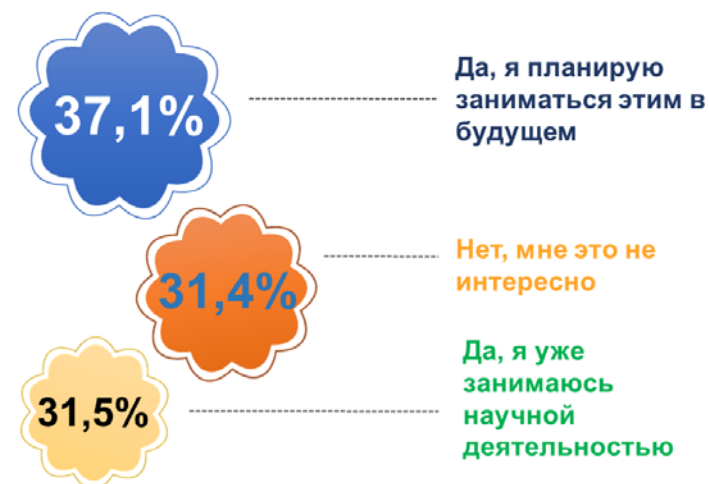 37,1%
Да, я планирую
заниматься этим в
будущем
31,4%
Нет, мне это не
интересно
31,5%
Да, я уже
занимаюсь
научной
деятельностью